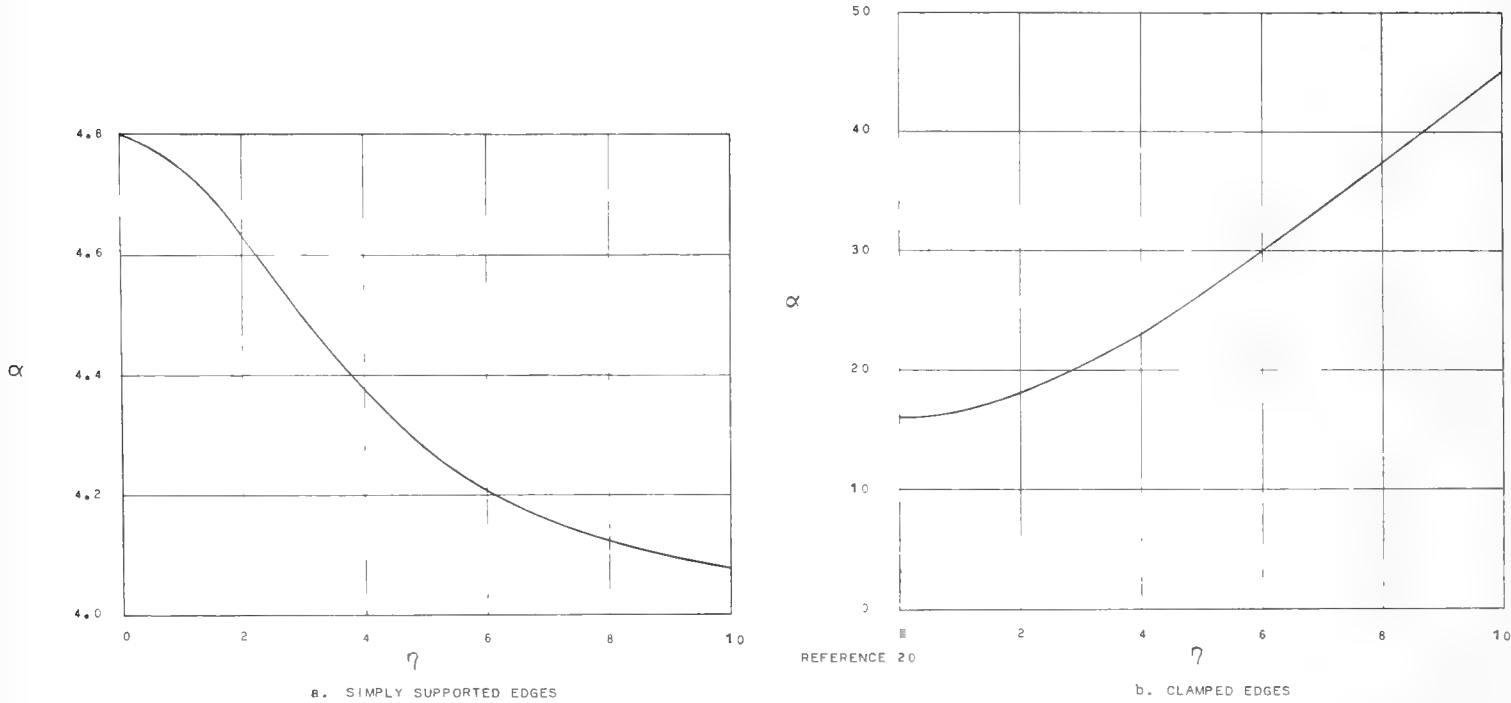 α
4.8
4.6
4.4
4.2
4.0
0 2 4 6 8 10
η
a. SIMPLY SUPPORTED EDGES
α
50
40
30
20
10
0
2 4 6 8 10
η
REFERENCE 20
b. CLAMPED EDGES